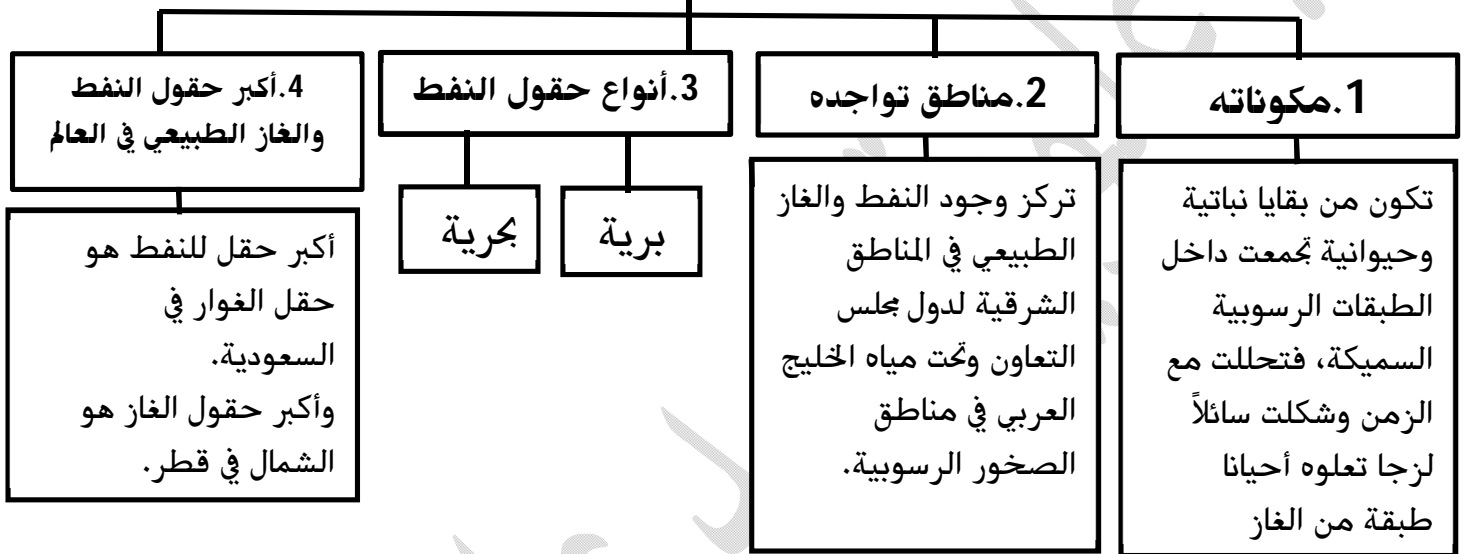 1.مكوناته
تكون من بقايا نباتية
وحيوانية تجمعت داخل
الطبقات الرسوبية
السميكة، فتحللت مع
الزمن وشكلت سائلاً
لزجا تعلوه أحيانا
طبقة من الغاز
2.مناطق تواجده
تركز وجود النفط والغاز
الطبيعي في المناطق
الشرقية لدول مجلس
التعاون وتحت مياه الخليج
العربي في مناطق
الصخور الرسوبية.
3.أنواع حقول النفط
برية
بحرية
4.أكبر حقول النفط
والغاز الطبيعي في العالم
أكبر حقل للنفط هو
حقل الغوار في
السعودية.
وأكبر حقول الغاز هو
الشمال في قطر.